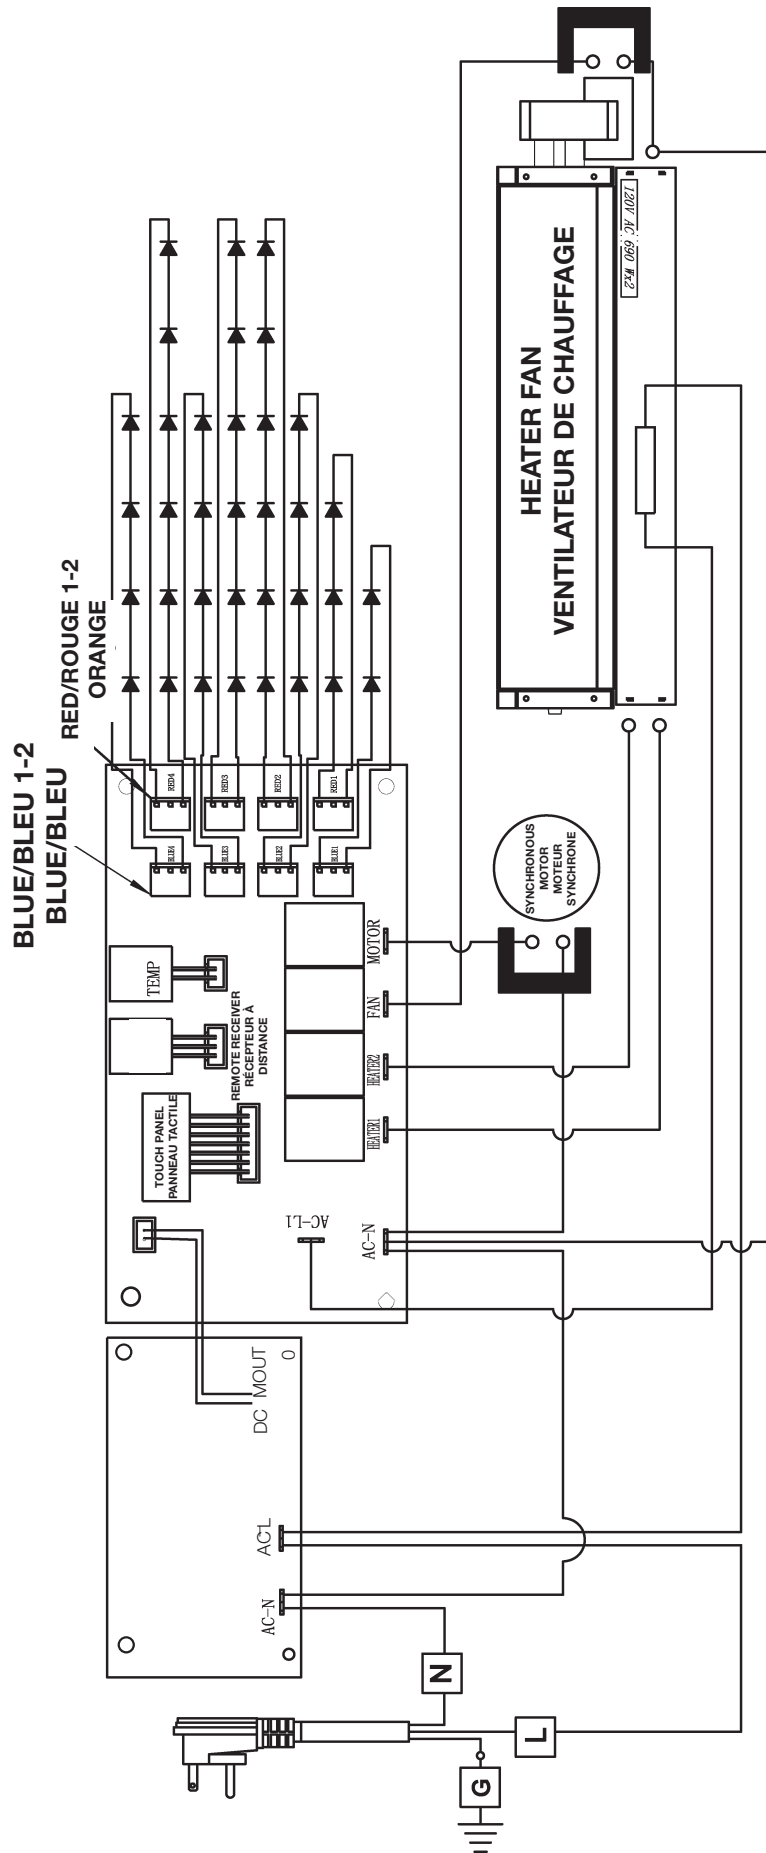 BLUE/BLEU 1-2
BLUE/BLEU
RED/ROUGE 1-2
ORANGE
RED4
RED3
RED2
RED1
BLUE4
BLUE3
BLUE2
BLUE1
120V AC 690 Wx2
HEATER FAN
VENTILATEUR DE CHAUFFAGE
SYNCHRONOUS
MOTOR
MOTEUR
SYNCHRONE
TEMP
REMOTE RECEIVER
RÉCEPTEUR À
DISTANCE
TOUCH PANEL
PANNEAU TACTILE
MOTOR
FAN
HEATER2
HEATER1
AC-L1
AC-N
DC MOUT 0
AC-L
AC-N
N
L
G